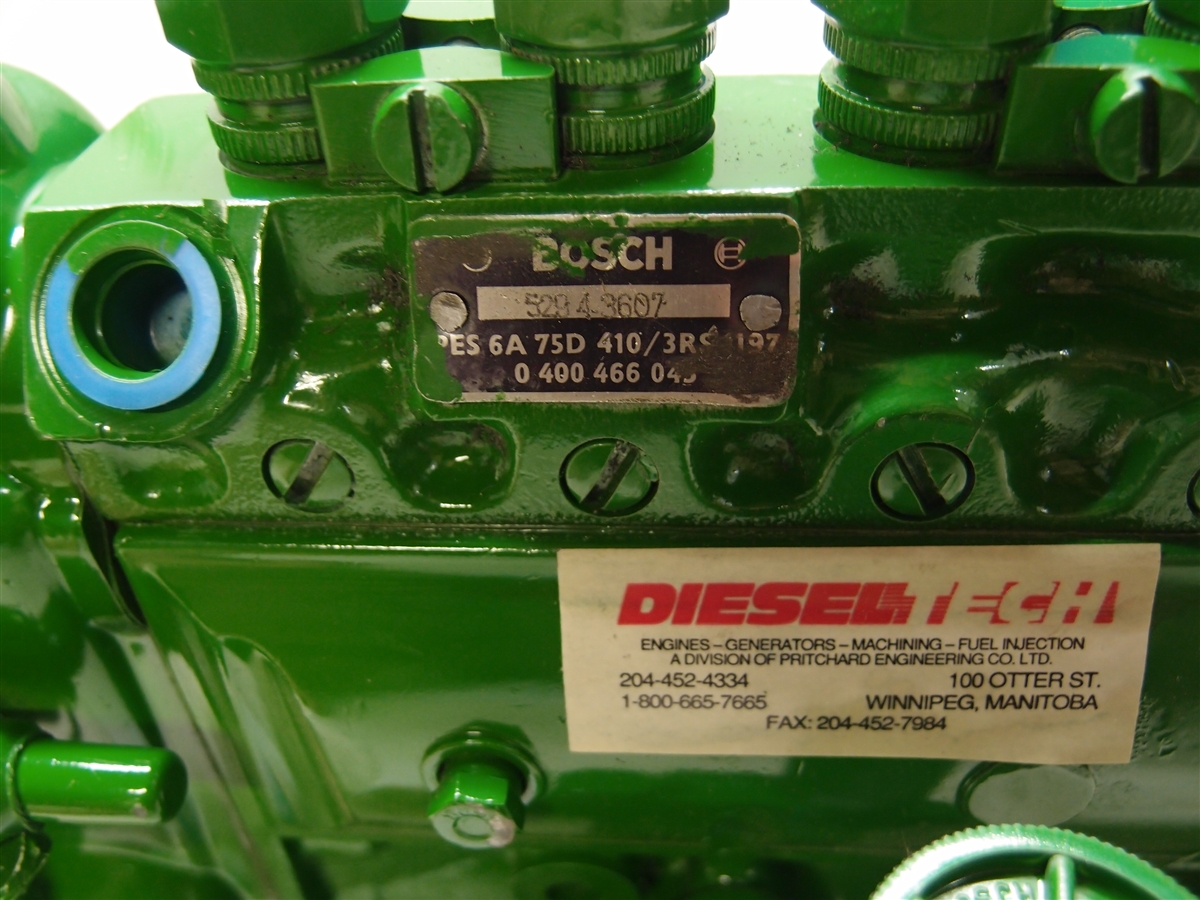 BOSCH
5294-3607
PES 6A 75D 410/3RS
0 400 466
DIESEL TECH
ENGINES – GENERATORS – MACHINING – FUEL INJECTION
A DIVISION OF PRITCHARD ENGINEERING CO. LTD.
204-452-4334 100 OTTER ST.
1-800-665-7665 WINNIPEG, MANITOBA
FAX: 204-452-7984